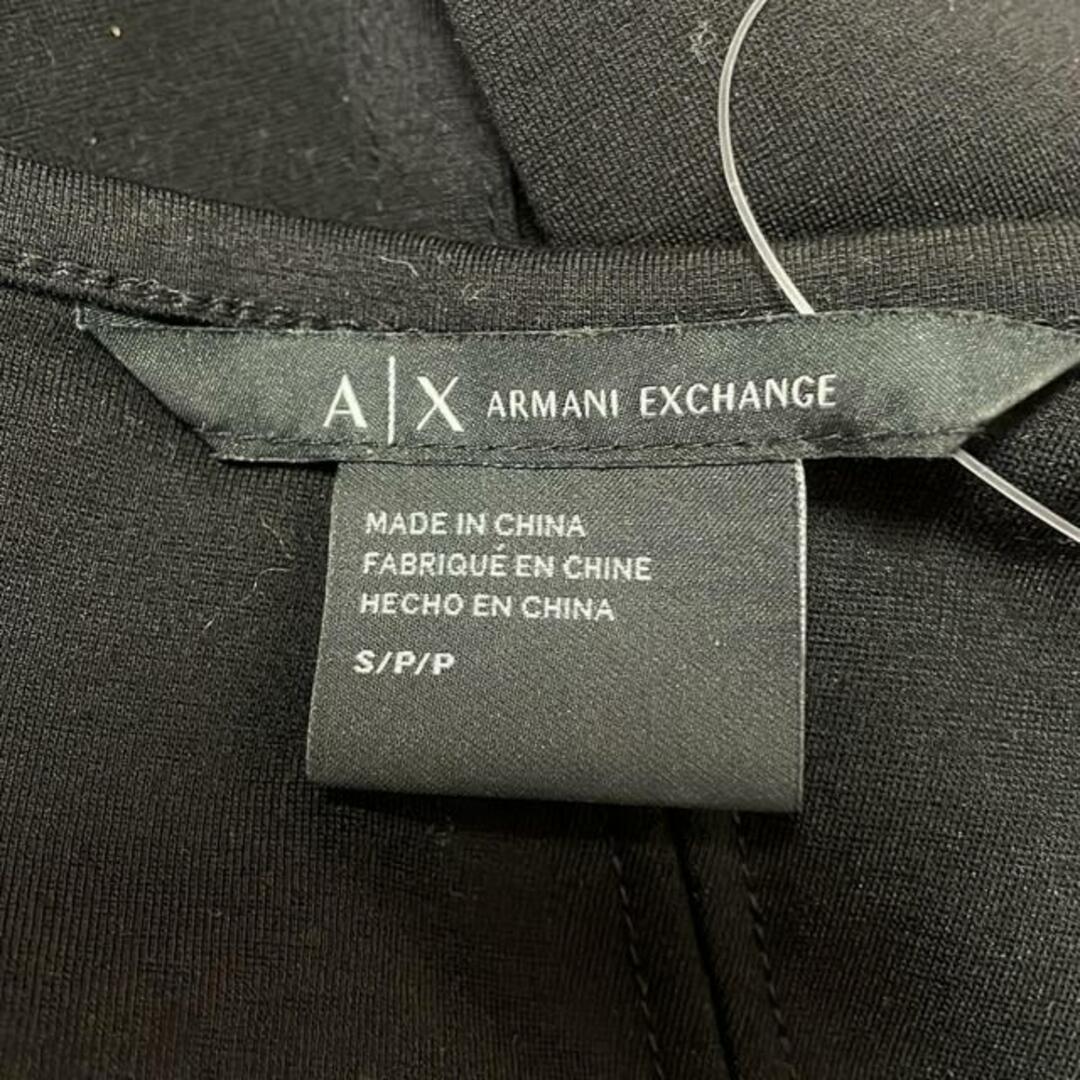 A|X ARMANI EXCHANGE
MADE IN CHINA
FABRIQUÉ EN CHINE
HECHO EN CHINA
S/P/P